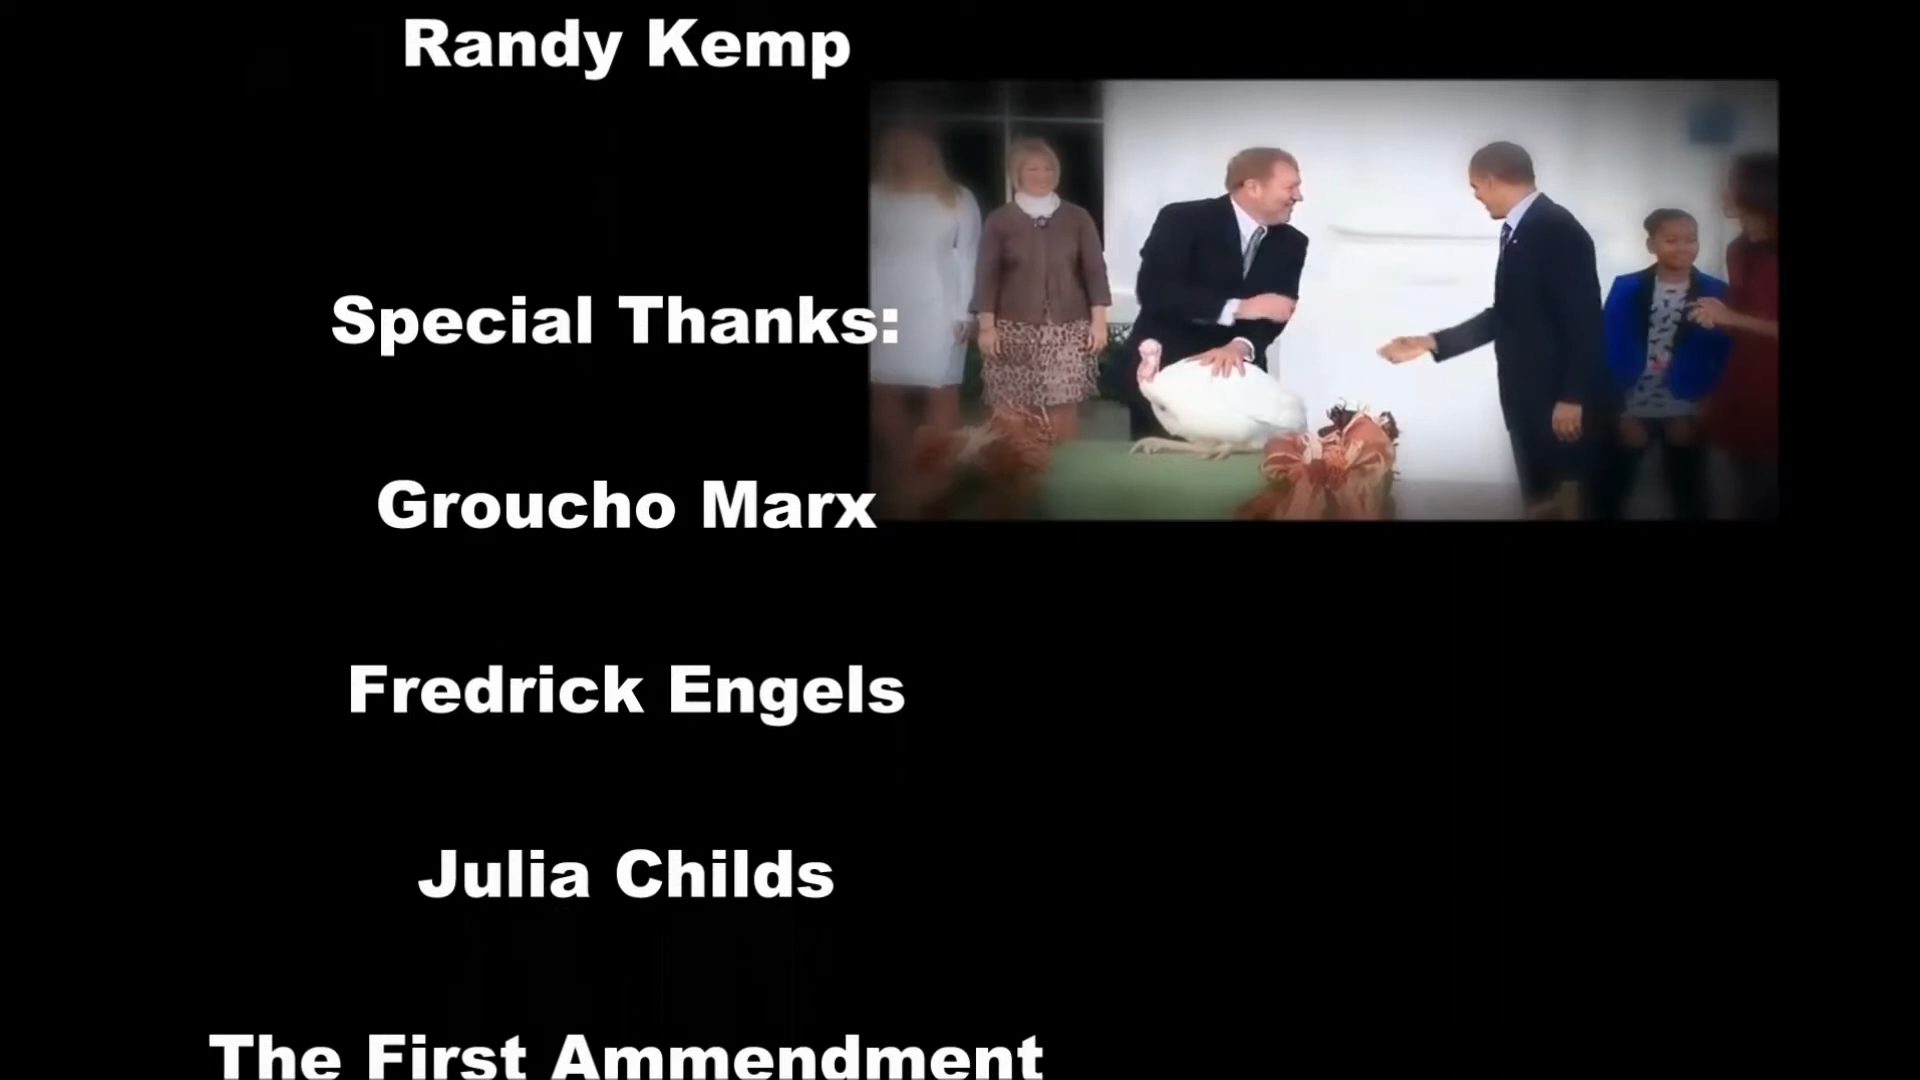 Randy Kemp
Special Thanks:
Groucho Marx
Fredrick Engels
Julia Childs
The First Ammendment